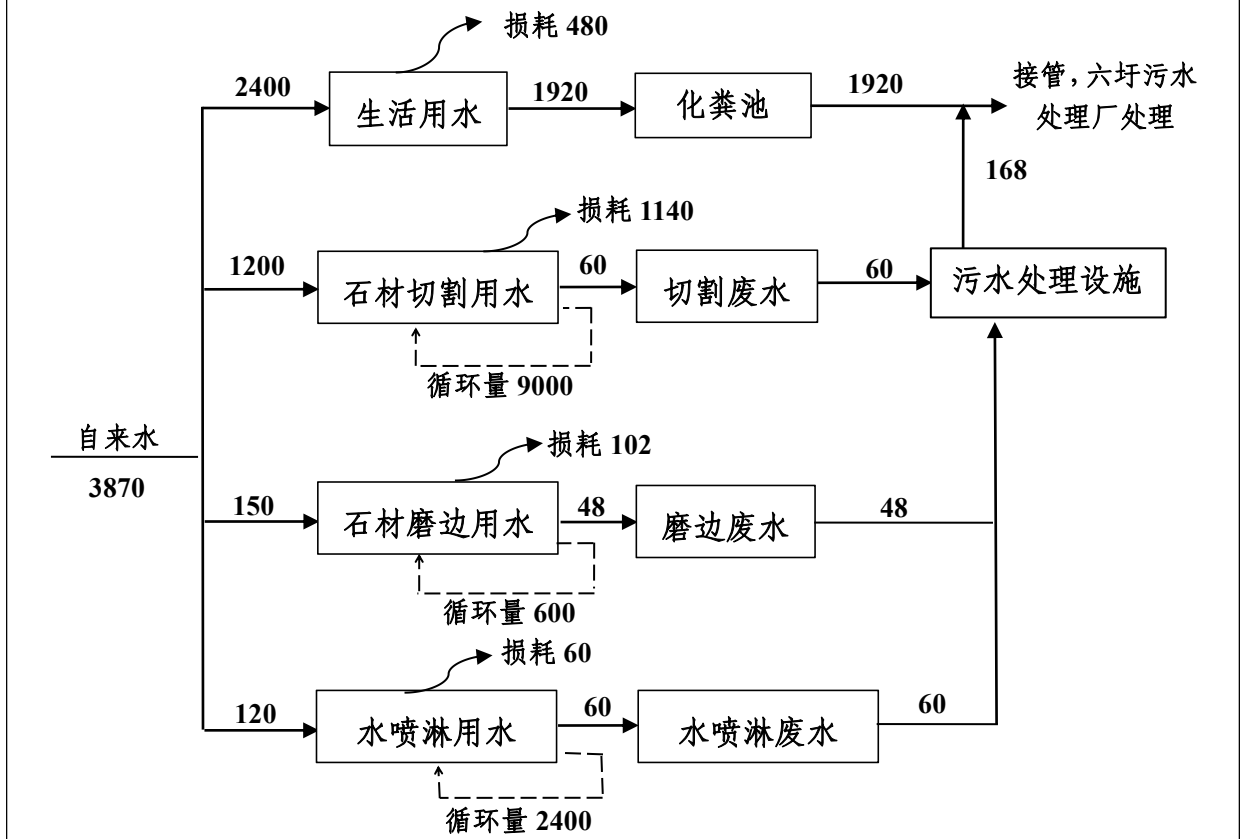 损耗 480
2400
生活用水
1920
化粪池
1920
接管，六圩污水
处理厂处理
168
损耗 1140
1200
石材切割用水
60
切割废水
60
污水处理设施
循环量 9000
自来水
3870
损耗 102
150
石材磨边用水
48
磨边废水
48
循环量 600
损耗 60
120
水喷淋用水
60
水喷淋废水
60
循环量 2400